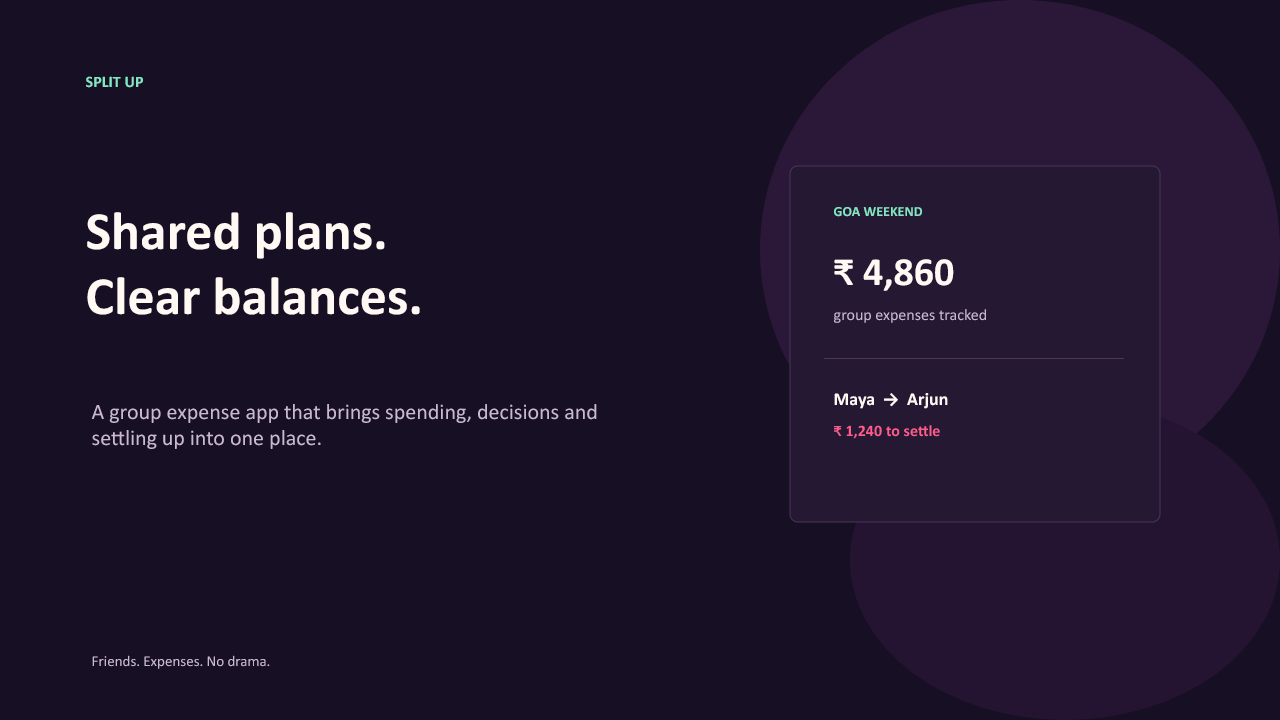 SPLIT UP
Shared plans.
Clear balances.
A group expense app that brings spending, decisions and
settling up into one place.
Friends. Expenses. No drama.
GOA WEEKEND
₹ 4,860
group expenses tracked
Maya → Arjun
₹ 1,240 to settle